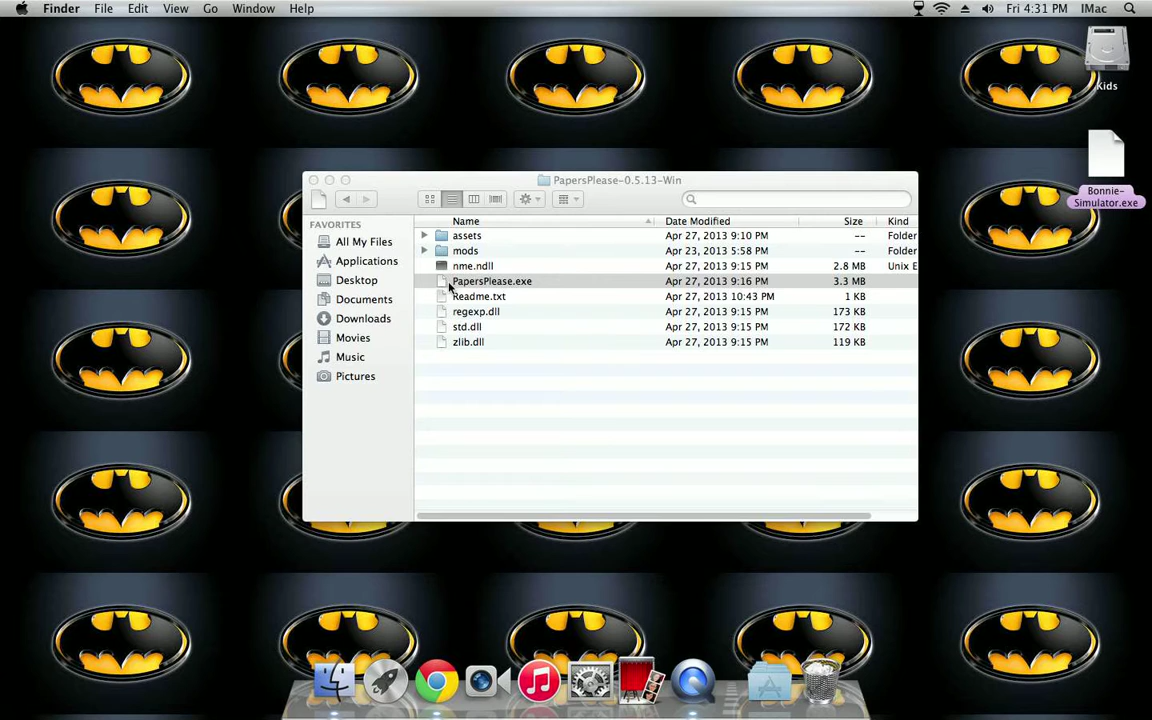 Finder File Edit View Go Window Help Fri 4:31 PM IMac
Kids
Bonnie-
Simulator.exe
PapersPlease-0.5.13-Win
FAVORITES
All My Files
Applications
Desktop
Documents
Downloads
Movies
Music
Pictures
Name Date Modified Size Kind
assets Apr 27, 2013 9:10 PM -- Folder
mods Apr 23, 2013 5:58 PM -- Folder
nme.ndll Apr 27, 2013 9:15 PM 2.8 MB Unix E
PapersPlease.exe Apr 27, 2013 9:16 PM 3.3 MB
Readme.txt Apr 27, 2013 10:43 PM 1 KB
regexp.dll Apr 27, 2013 9:15 PM 173 KB
std.dll Apr 27, 2013 9:15 PM 172 KB
zlib.dll Apr 27, 2013 9:15 PM 119 KB